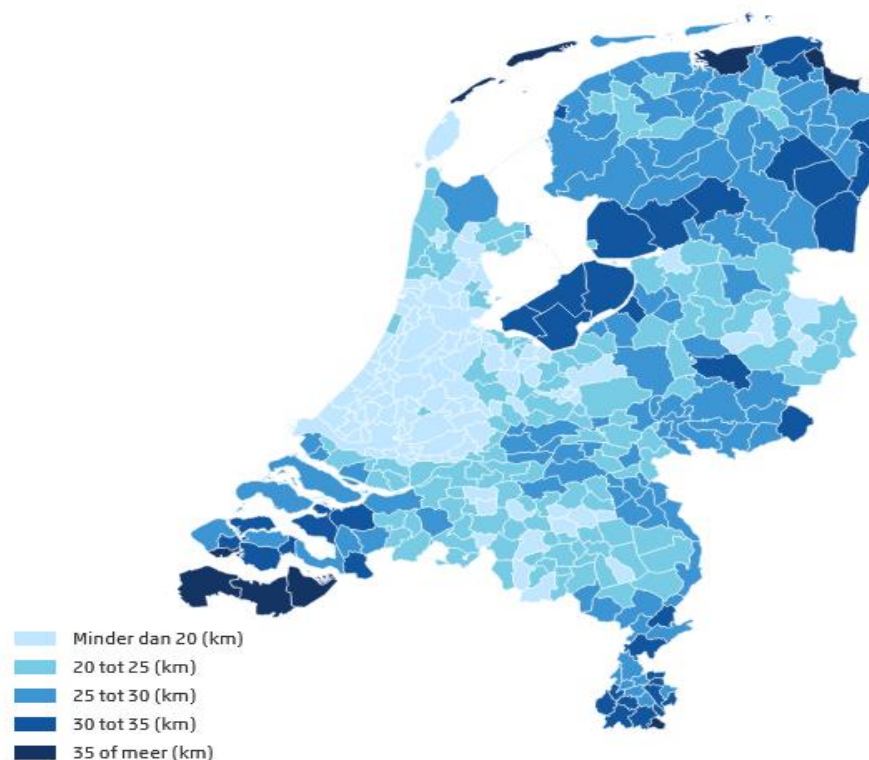 Minder dan 20 (km)
20 tot 25 (km)
25 tot 30 (km)
30 tot 35 (km)
35 of meer (km)